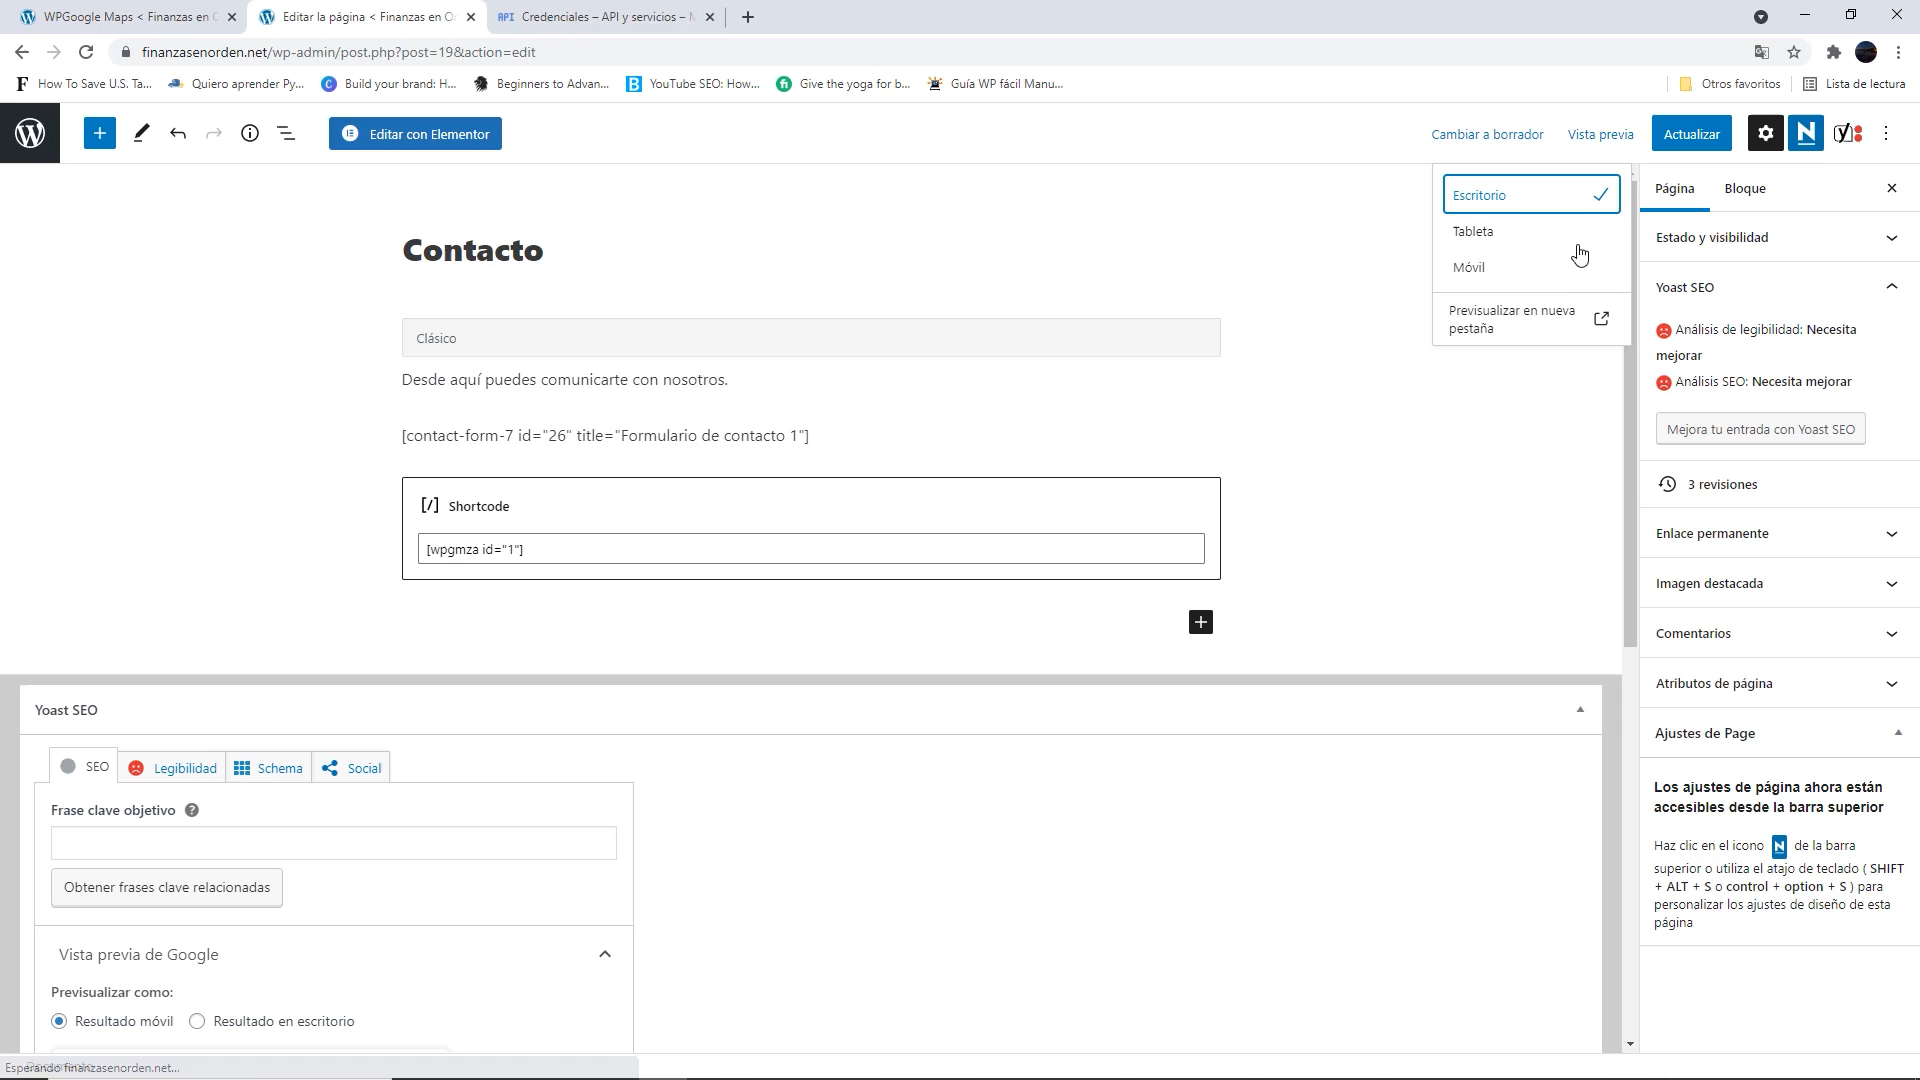 WPGoogle Maps < Finanzas en O
Editar la página < Finanzas en Or
API Credenciales – API y servicios – M
finanzasenorden.net/wp-admin/post.php?post=19&action=edit
How To Save U.S. Ta...
Quiero aprender Py...
Build your brand: H...
Beginners to Advan...
YouTube SEO: How...
Give the yoga for b...
Guía WP fácil Manu...
Otros favoritos
Lista de lectura
Editar con Elementor
Cambiar a borrador
Vista previa
Actualizar
Escritorio
Tableta
Móvil
Previsualizar en nueva
pestaña
Contacto
Clásico
Desde aquí puedes comunicarte con nosotros.
[contact-form-7 id="26" title="Formulario de contacto 1"]
[/] Shortcode
[wpgmza id="1"]
Yoast SEO
SEO
Legibilidad
Schema
Social
Frase clave objetivo
Obtener frases clave relacionadas
Vista previa de Google
Previsualizar como:
Resultado móvil
Resultado en escritorio
Esperando finanzasenorden.net...
Página
Bloque
Estado y visibilidad
Yoast SEO
Análisis de legibilidad: Necesita
mejorar
Análisis SEO: Necesita mejorar
Mejora tu entrada con Yoast SEO
3 revisiones
Enlace permanente
Imagen destacada
Comentarios
Atributos de página
Ajustes de Page
Los ajustes de página ahora están
accesibles desde la barra superior
Haz clic en el icono N de la barra
superior o utiliza el atajo de teclado ( SHIFT
+ ALT + S o control + option + S ) para
personalizar los ajustes de diseño de esta
página